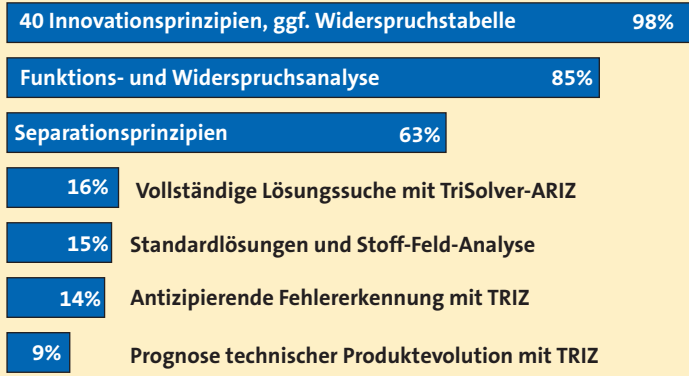 40 Innovationsprinzipien, ggf. Widerspruchstabelle 98%
Funktions- und Widerspruchsanalyse 85%
Separationsprinzipien 63%
16% Vollständige Lösungssuche mit TriSolver-ARIZ
15% Standardlösungen und Stoff-Feld-Analyse
14% Antizipierende Fehlererkennung mit TRIZ
9% Prognose technischer Produktevolution mit TRIZ